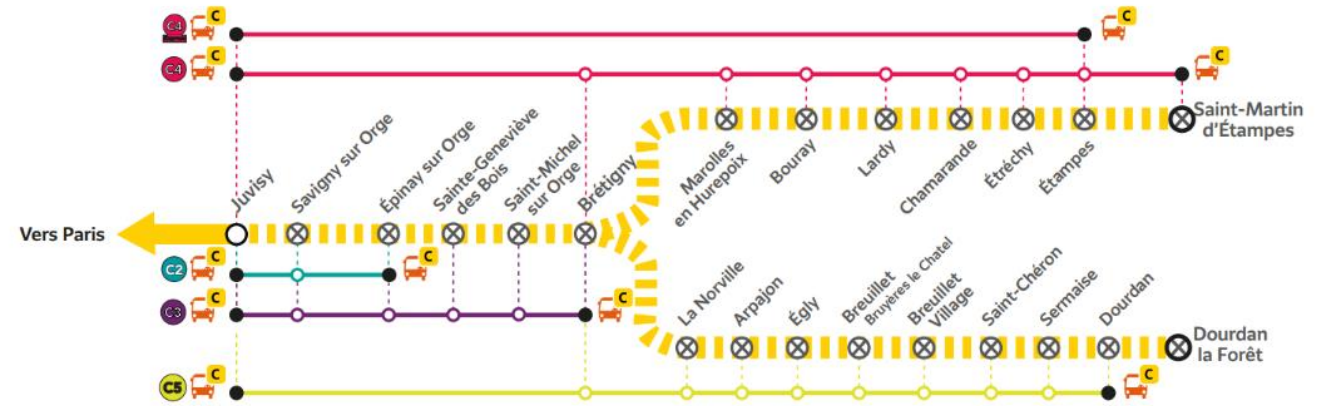 C4 C
C
C4 C
C
Saint-Martin
d'Étampes
Juvisy
Savigny sur Orge
Épinay sur Orge
Sainte-Geneviève
des Bois
Saint-Michel
sur Orge
Brétigny
Marolles
en Hurepoix
Bouray
Lardy
Chamarande
Étréchy
Étampes
Vers Paris
C2 C
C
C3 C
C
La Norville
Arpajon
Égly
Breuillet
Bruyères le Chatel
Breuillet
Village
Saint-Chéron
Sermaise
Dourdan
Dourdan
la Forêt
C5 C
C